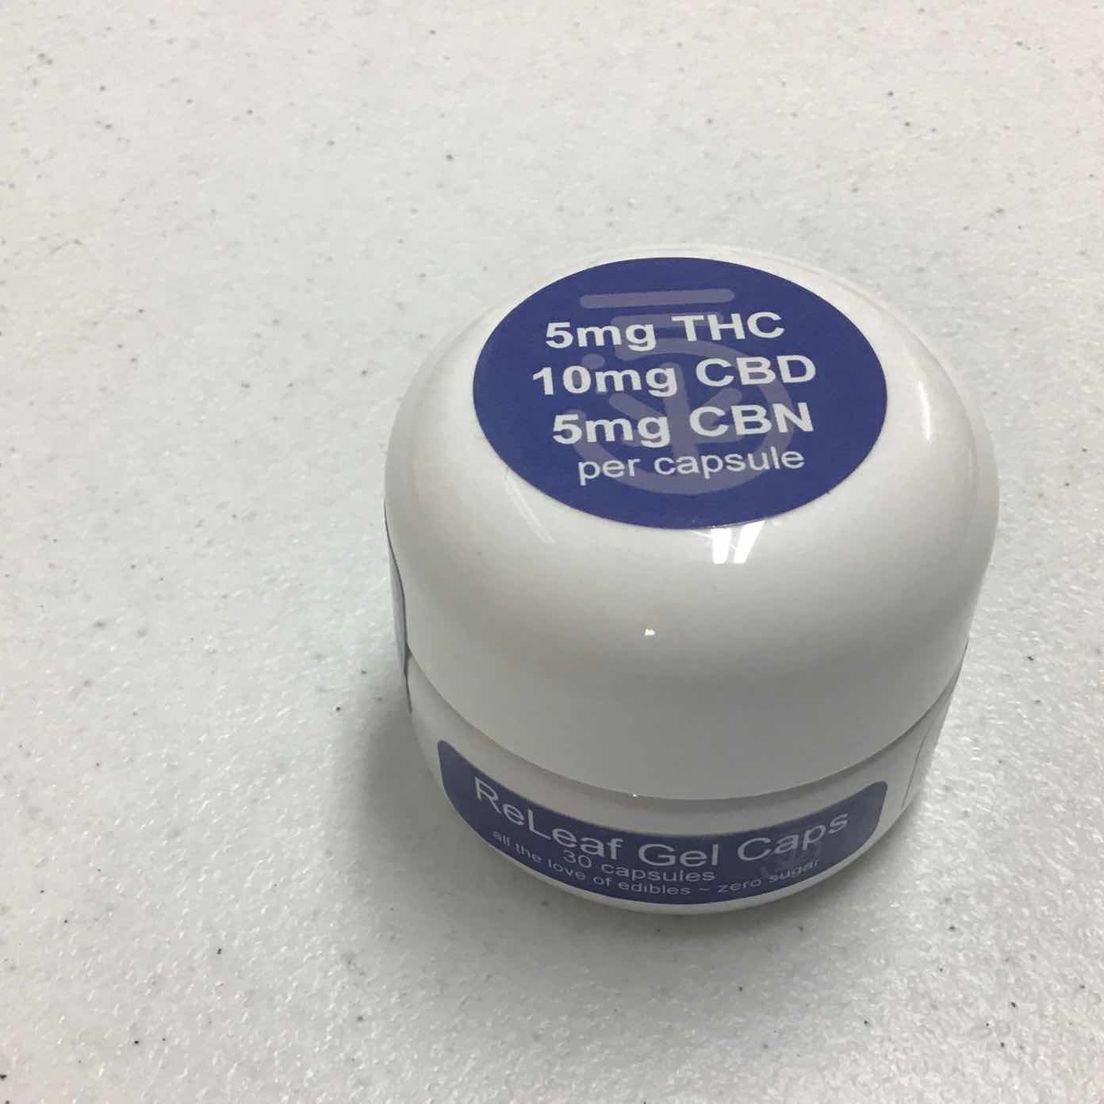 5mg THC
10mg CBD
5mg CBN
per capsule
ReLeaf Gel Caps
30 capsules
all the love of edibles ~ zero sugar